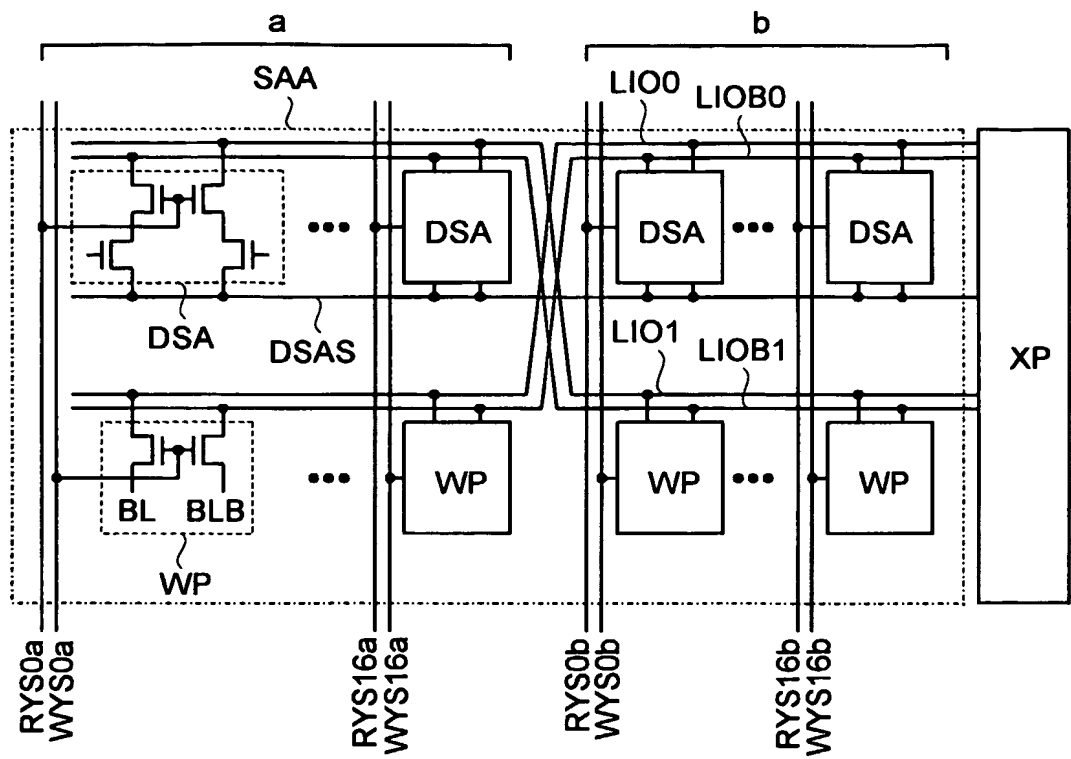 a
b
SAA
LIO0
LIOB0
DSA
DSA
DSA
DSA
DSAS
LIO1
LIOB1
XP
BL
BLB
WP
WP
WP
WP
RYS0a
WYS0a
RYS16a
WYS16a
RYS0b
WYS0b
RYS16b
WYS16b